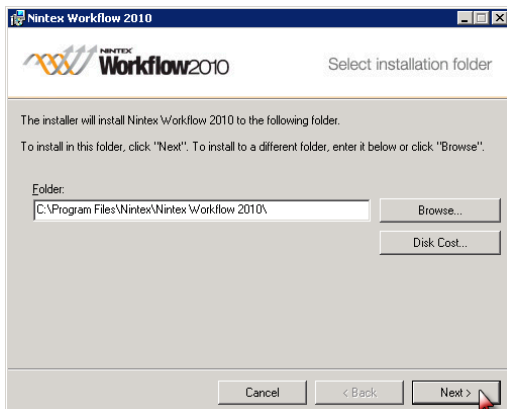 Nintex Workflow 2010
NINTEX
Workflow2010
Select installation folder
The installer will install Nintex Workflow 2010 to the following folder.
To install in this folder, click "Next". To install to a different folder, enter it below or click "Browse".
Folder:
C:\Program Files\Nintex\Nintex Workflow 2010\
Browse...
Disk Cost...
Cancel
< Back
Next >